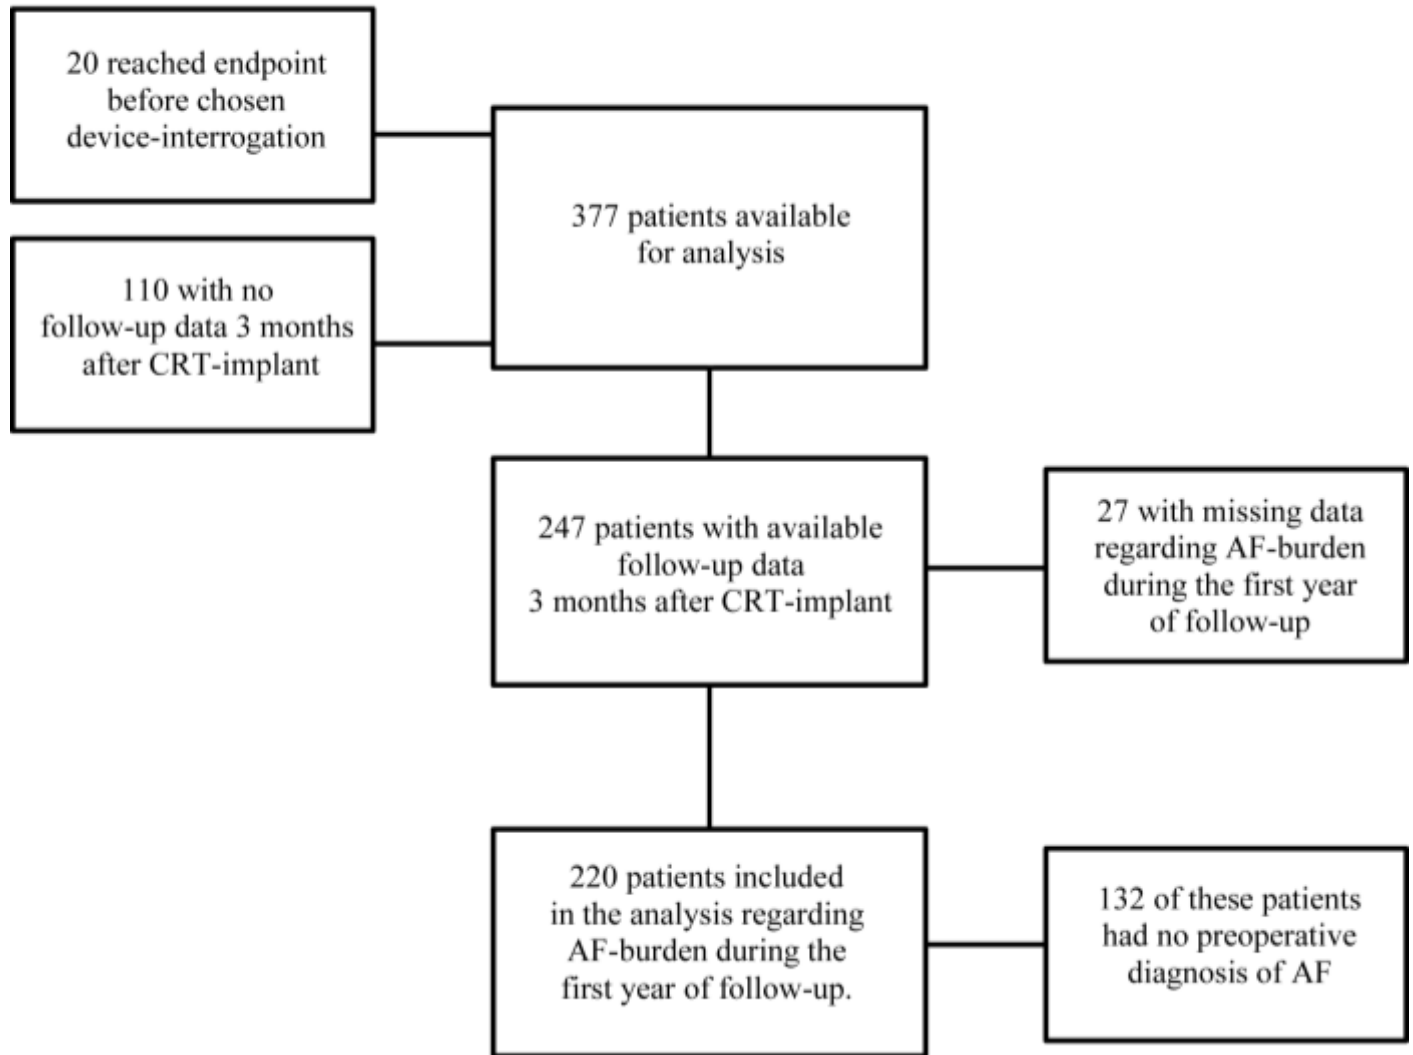 20 reached endpoint
before chosen
device-interrogation
377 patients available
for analysis
110 with no
follow-up data 3 months
after CRT-implant
247 patients with available
follow-up data
3 months after CRT-implant
27 with missing data
regarding AF-burden
during the first year
of follow-up
220 patients included
in the analysis regarding
AF-burden during the
first year of follow-up.
132 of these patients
had no preoperative
diagnosis of AF